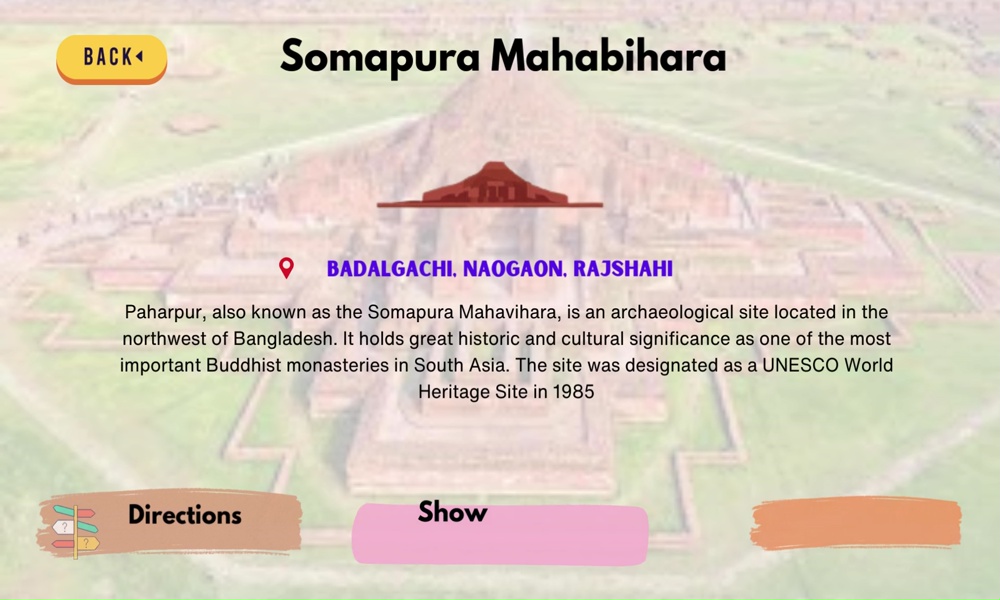 BACK
Somapura Mahabihara
BADALGACHI, NAOGAON, RAJSHAHI
Paharpur, also known as the Somapura Mahavihara, is an archaeological site located in the
northwest of Bangladesh. It holds great historic and cultural significance as one of the most
important Buddhist monasteries in South Asia. The site was designated as a UNESCO World
Heritage Site in 1985
Directions
Show